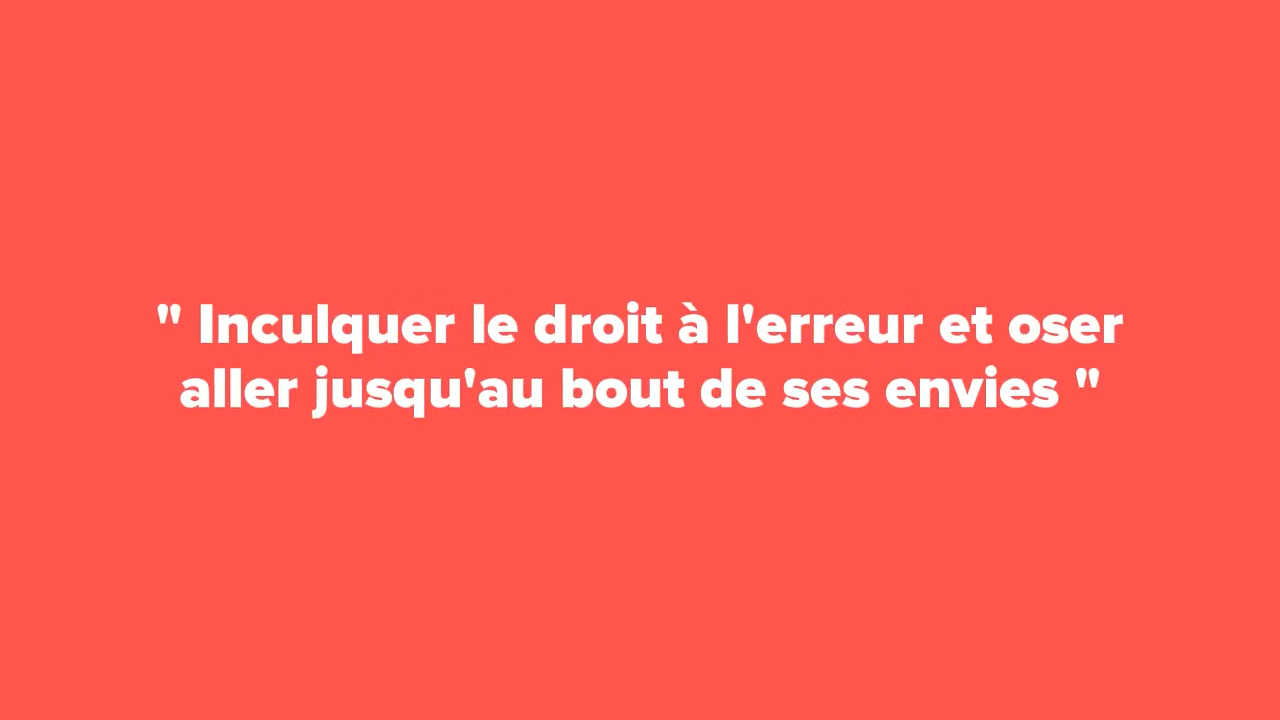 " Inculquer le droit à l'erreur et oser
aller jusqu'au bout de ses envies "